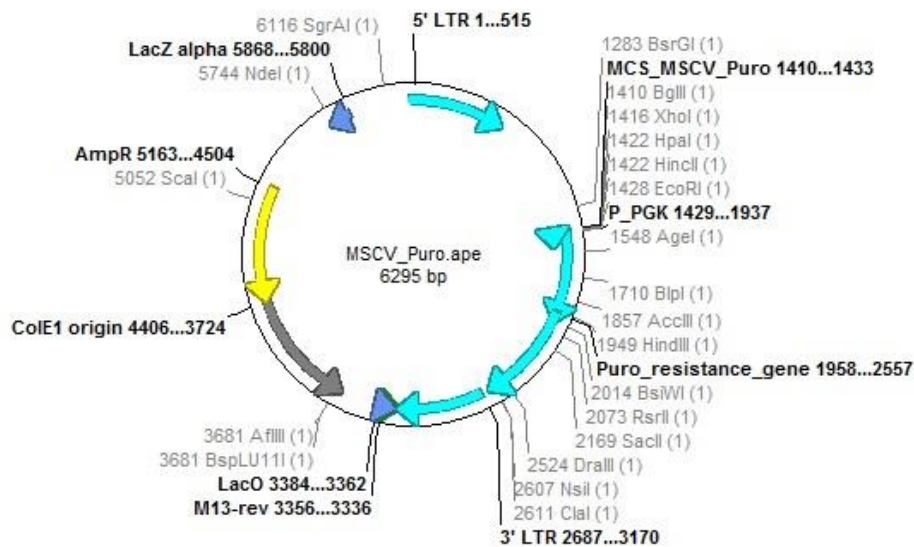 6116 SgrAI (1)
5' LTR 1...515
LacZ alpha 5868...5800
5744 NdeI (1)
AmpR 5163...4504
5052 ScaI (1)
ColE1 origin 4406...3724
3681 AflIII (1)
3681 BspLU11I (1)
LacO 3384...3362
M13-rev 3356...3336
MSCV_Puro.ape
6295 bp
1283 BsrGI (1)
MCS_MSCV_Puro 1410...1433
1410 BglII (1)
1416 XhoI (1)
1422 HpaI (1)
1422 HincII (1)
1428 EcoRI (1)
P_PGK 1429...1937
1548 AgeI (1)
1710 BlpI (1)
1857 AccIII (1)
1949 HindIII (1)
Puro_resistance_gene 1958...2557
2014 BsiWI (1)
2073 RsrII (1)
2169 SacII (1)
2524 DraIII (1)
2607 NsiI (1)
2611 ClaI (1)
3' LTR 2687...3170